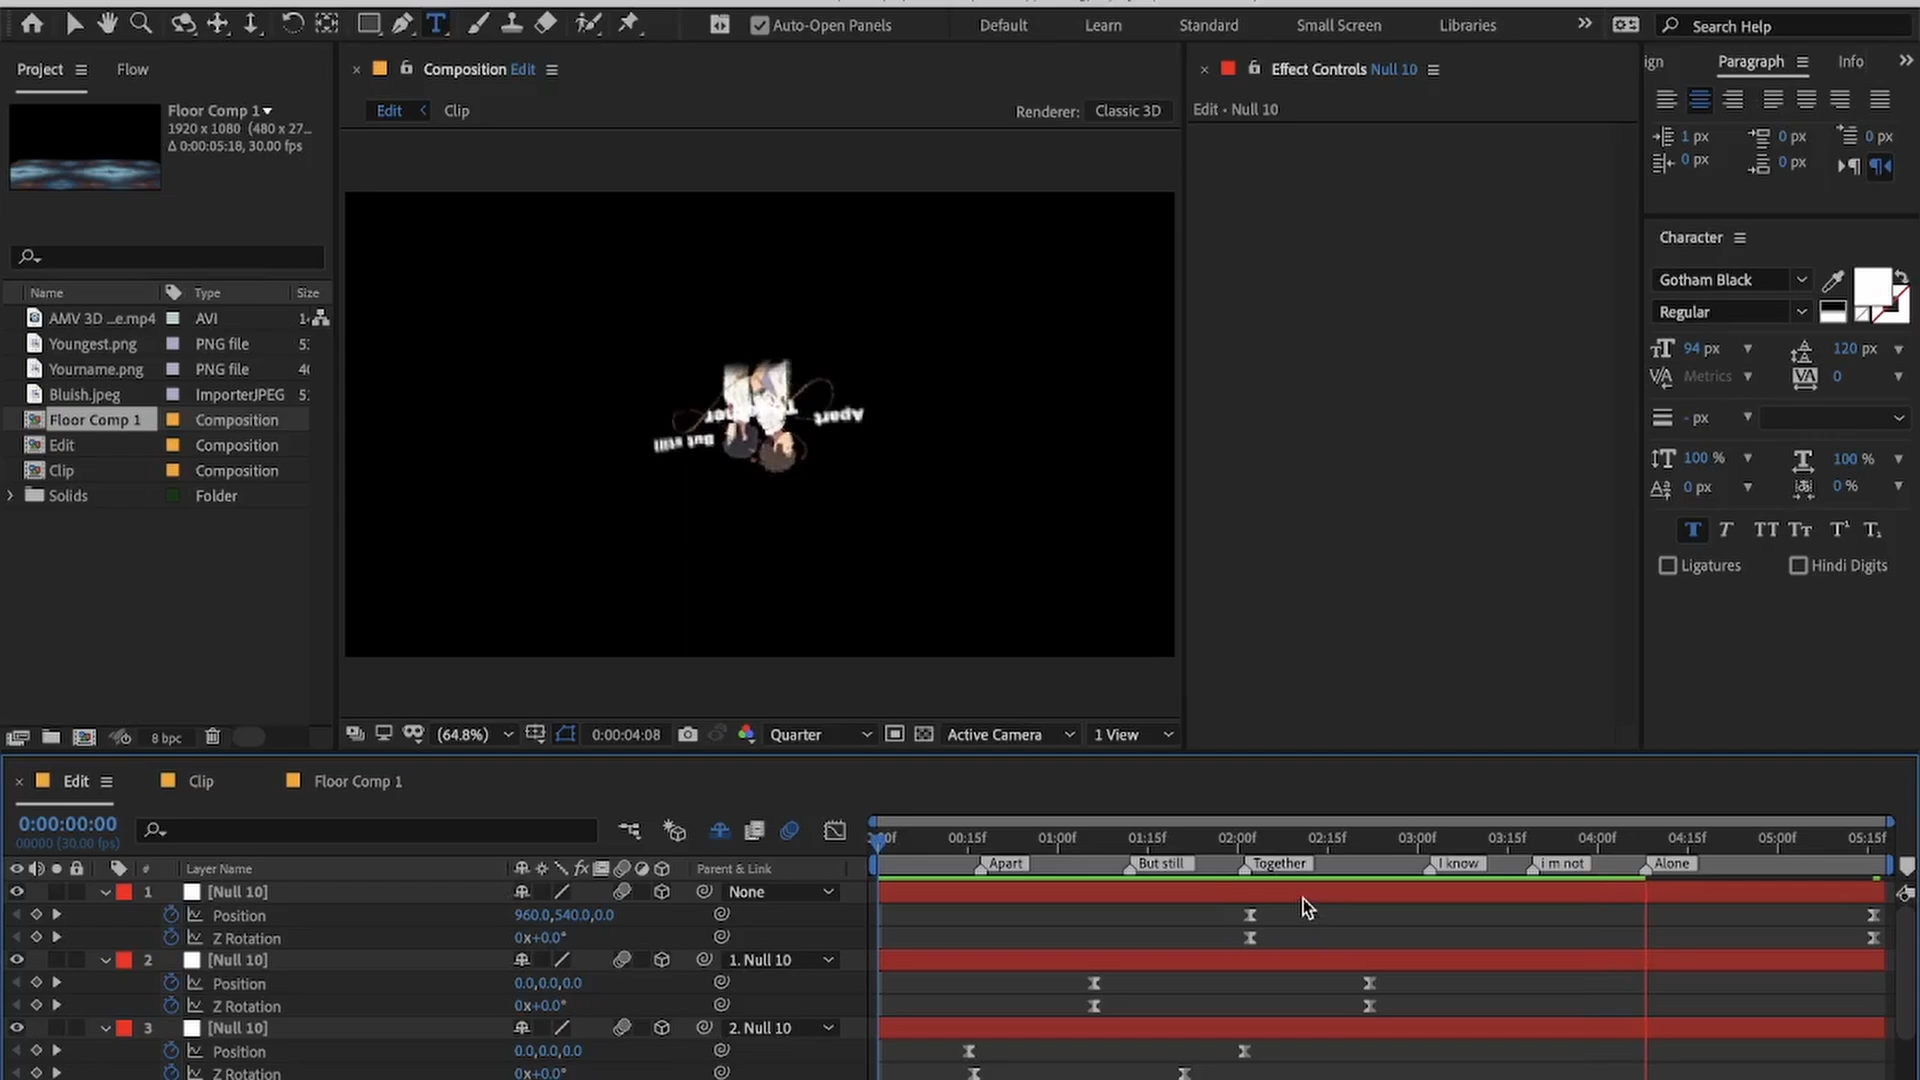 Auto-Open Panels
Default
Learn
Standard
Small Screen
Libraries
Search Help
Project
Flow
Composition Edit
Effect Controls Null 10
ign
Paragraph
Info
Floor Comp 1
1920 x 1080 (480 x 27...
Δ 0:00:05:18, 30.00 fps
Edit
Clip
Renderer:
Classic 3D
Edit • Null 10
1 px
0 px
0 px
0 px
0 px
Character
Gotham Black
Regular
94 px
120 px
Metrics
0
- px
100 %
100 %
0 px
0 %
Ligatures
Hindi Digits
Name
Type
Size
AMV 3D ...e.mp4
AVI
Youngest.png
PNG file
Yourname.png
PNG file
Bluish.jpeg
ImporterJPEG
Floor Comp 1
Composition
Edit
Composition
Clip
Composition
Solids
Folder
Apart
But still
8 bpc
(64.8%)
0:00:04:08
Quarter
Active Camera
1 View
Edit
Clip
Floor Comp 1
0:00:00:00
00000 (30.00 fps)
00:15f
01:00f
01:15f
02:00f
02:15f
03:00f
03:15f
04:00f
04:15f
05:00f
05:15f
Apart
But still
Together
I know
i m not
Alone
#
Layer Name
Parent & Link
1
[Null 10]
None
Position
960.0,540.0,0.0
Z Rotation
0x+0.0°
2
[Null 10]
1. Null 10
Position
0.0,0.0,0.0
Z Rotation
0x+0.0°
3
[Null 10]
2. Null 10
Position
0.0,0.0,0.0
Z Rotation
0x+0.0°